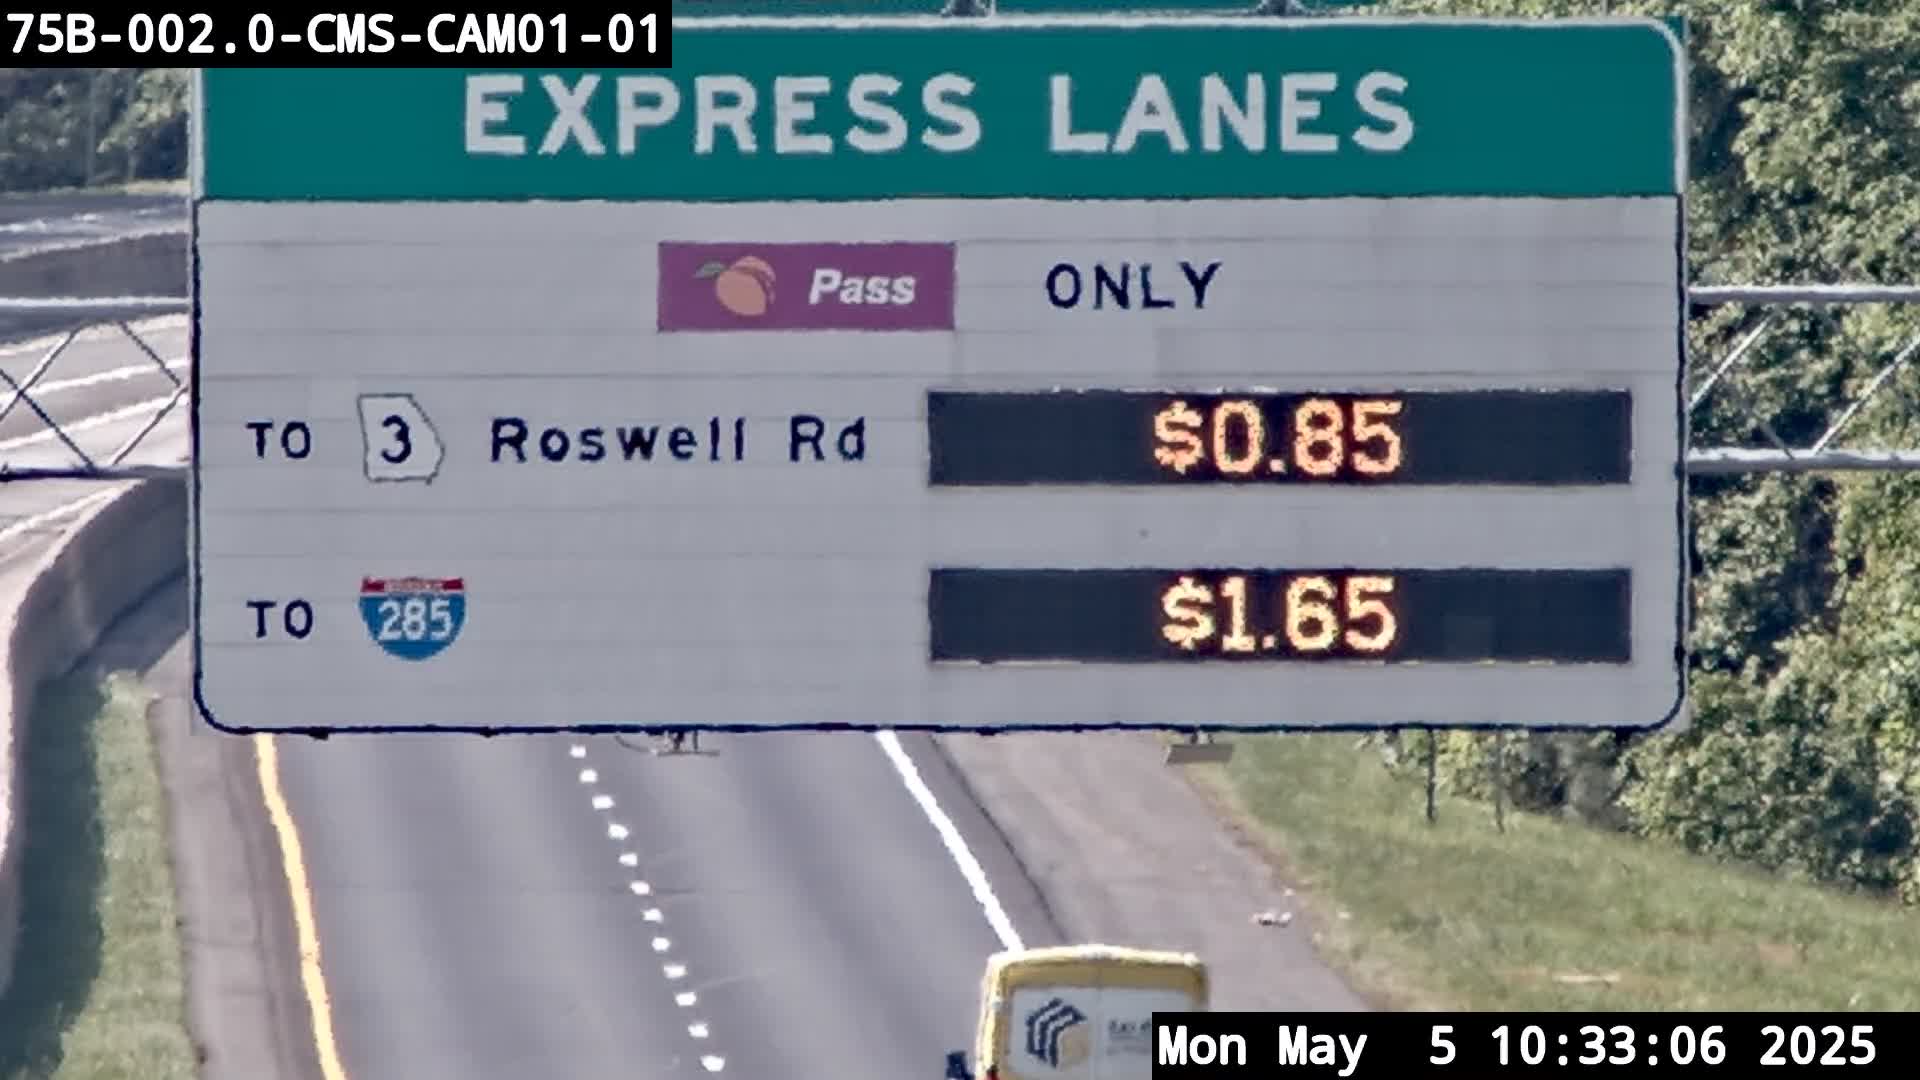 75B-002.0-CMS-CAM01-01
EXPRESS LANES
Pass ONLY
TO 3 Roswell Rd $0.85
TO 285 $1.65
Mon May 5 10:33:06 2025